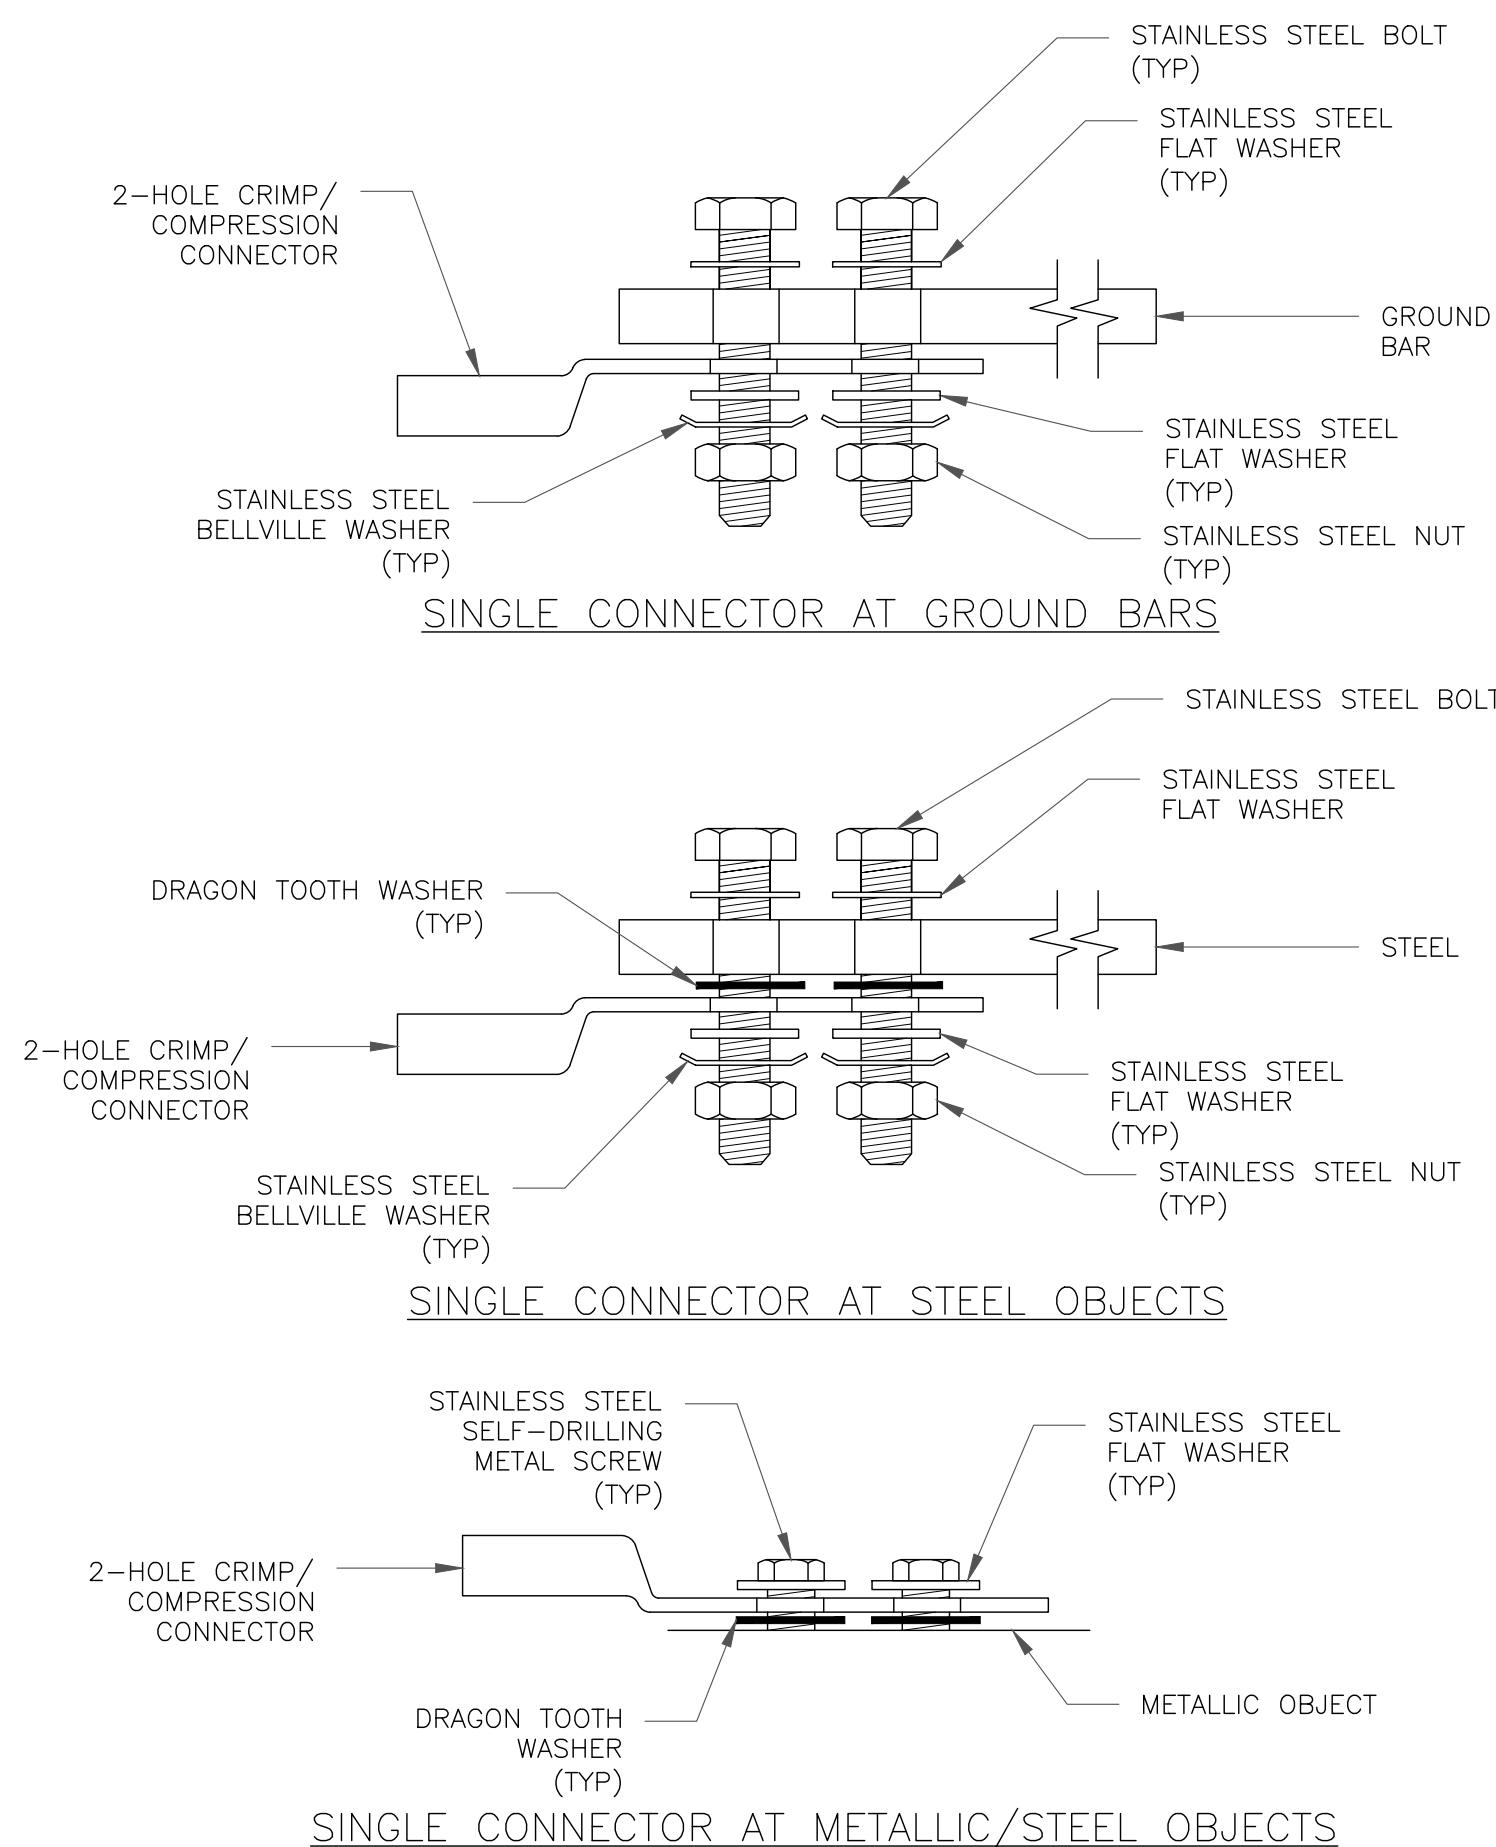 STAINLESS STEEL BOLT
(TYP)
STAINLESS STEEL
FLAT WASHER
(TYP)
2-HOLE CRIMP/
COMPRESSION
CONNECTOR
GROUND
BAR
STAINLESS STEEL
FLAT WASHER
(TYP)
STAINLESS STEEL
BELLVILLE WASHER
(TYP)
STAINLESS STEEL NUT
(TYP)
SINGLE CONNECTOR AT GROUND BARS
STAINLESS STEEL BOLT
STAINLESS STEEL
FLAT WASHER
DRAGON TOOTH WASHER
(TYP)
STEEL
2-HOLE CRIMP/
COMPRESSION
CONNECTOR
STAINLESS STEEL
FLAT WASHER
(TYP)
STAINLESS STEEL NUT
(TYP)
STAINLESS STEEL
BELLVILLE WASHER
(TYP)
SINGLE CONNECTOR AT STEEL OBJECTS
STAINLESS STEEL
SELF-DRILLING
METAL SCREW
(TYP)
STAINLESS STEEL
FLAT WASHER
(TYP)
2-HOLE CRIMP/
COMPRESSION
CONNECTOR
METALLIC OBJECT
DRAGON TOOTH
WASHER
(TYP)
SINGLE CONNECTOR AT METALLIC/STEEL OBJECTS